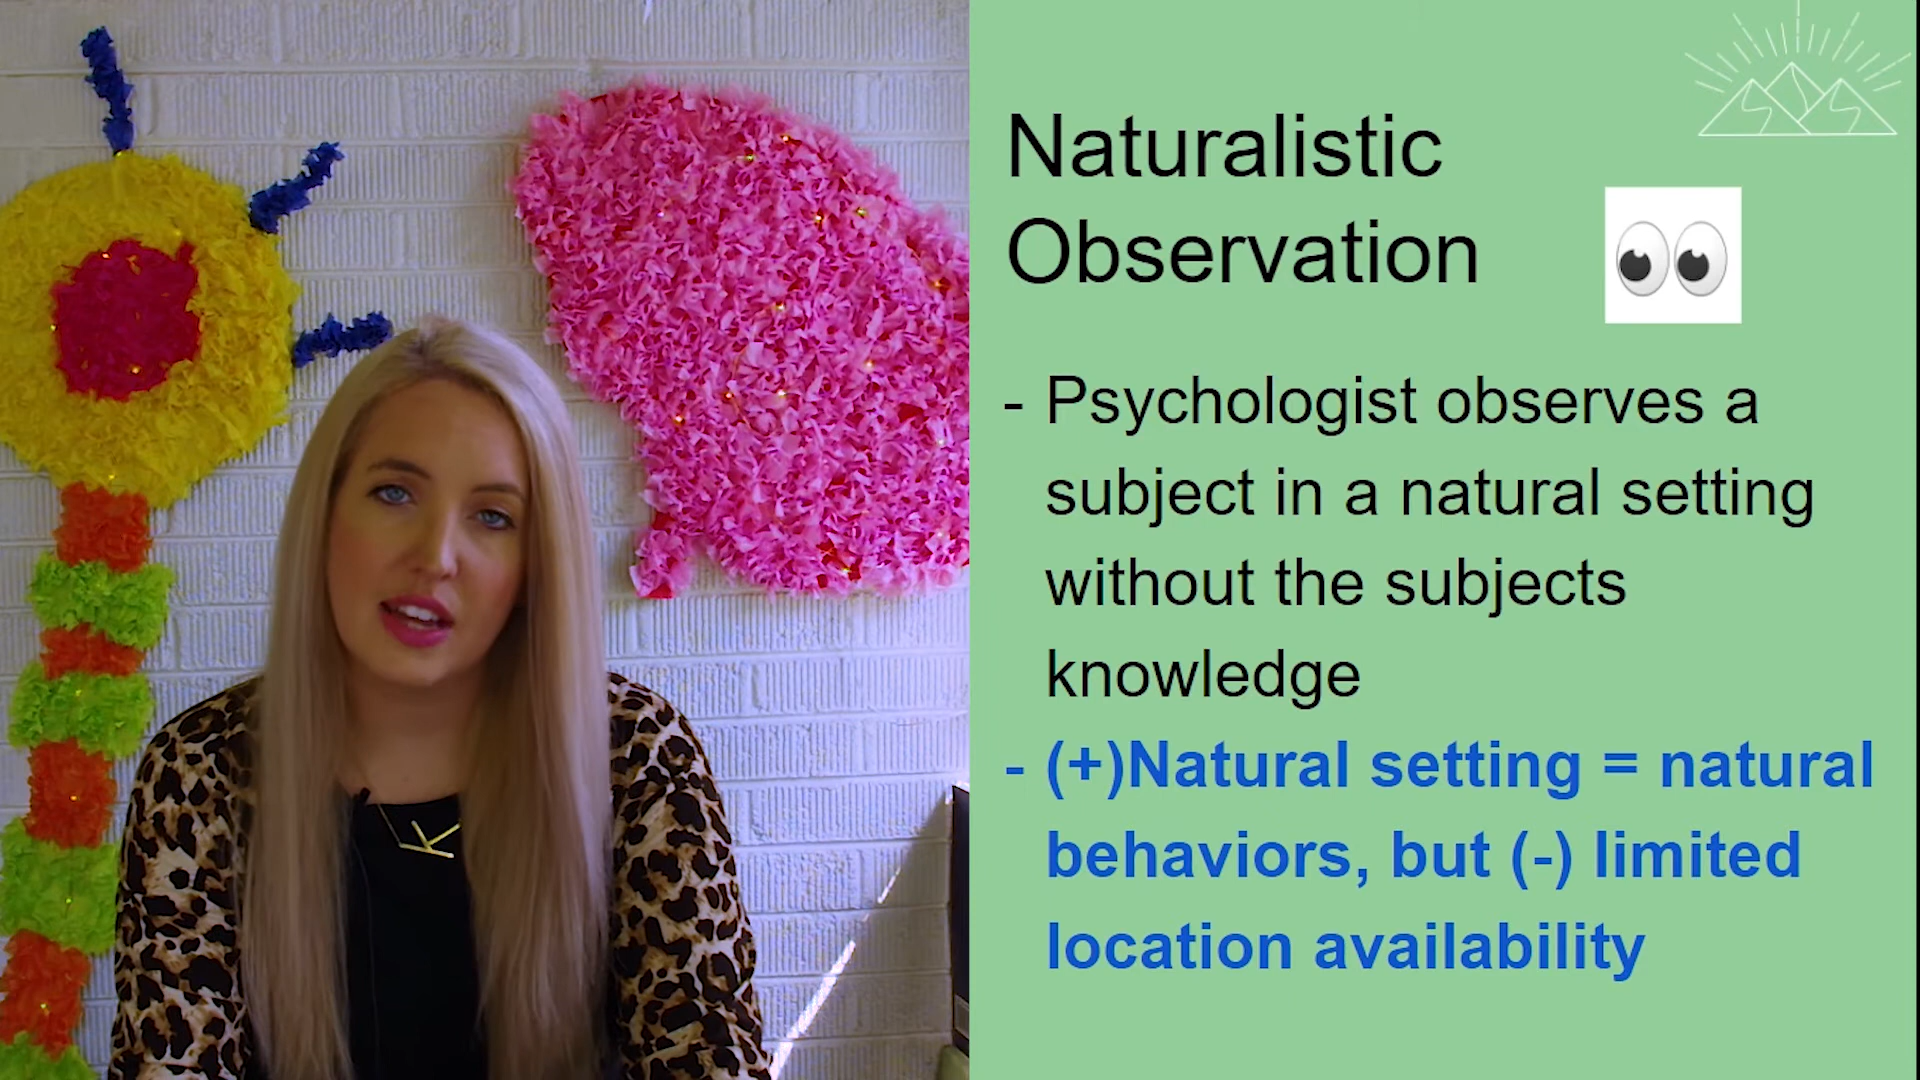 Naturalistic
Observation
- Psychologist observes a
subject in a natural setting
without the subjects
knowledge
- (+)Natural setting = natural
behaviors, but (-) limited
location availability